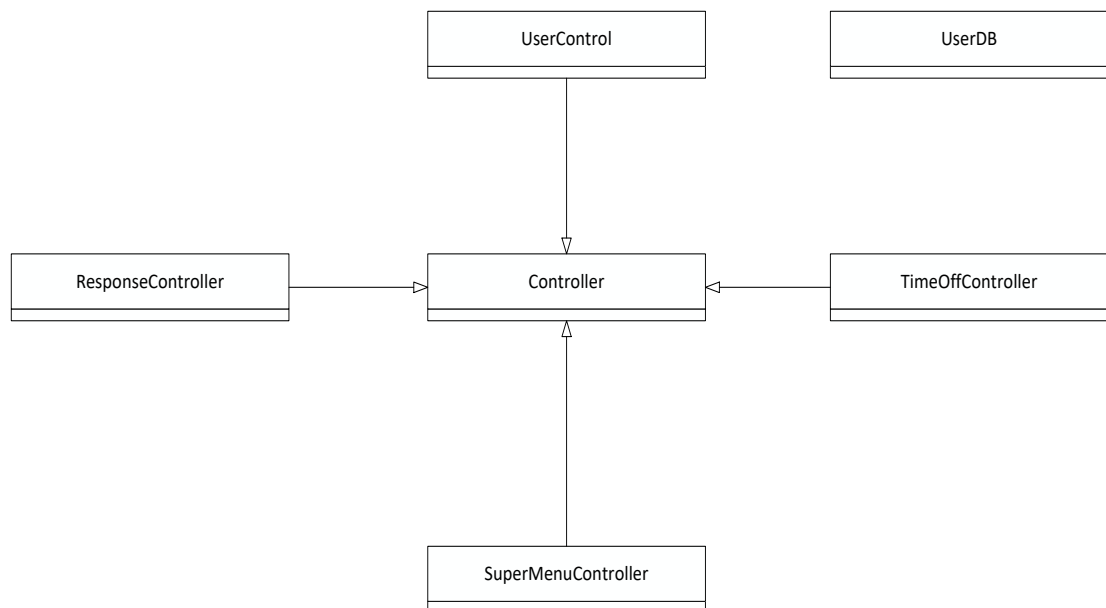 UserControl
UserDB
ResponseController
Controller
TimeOffController
SuperMenuController